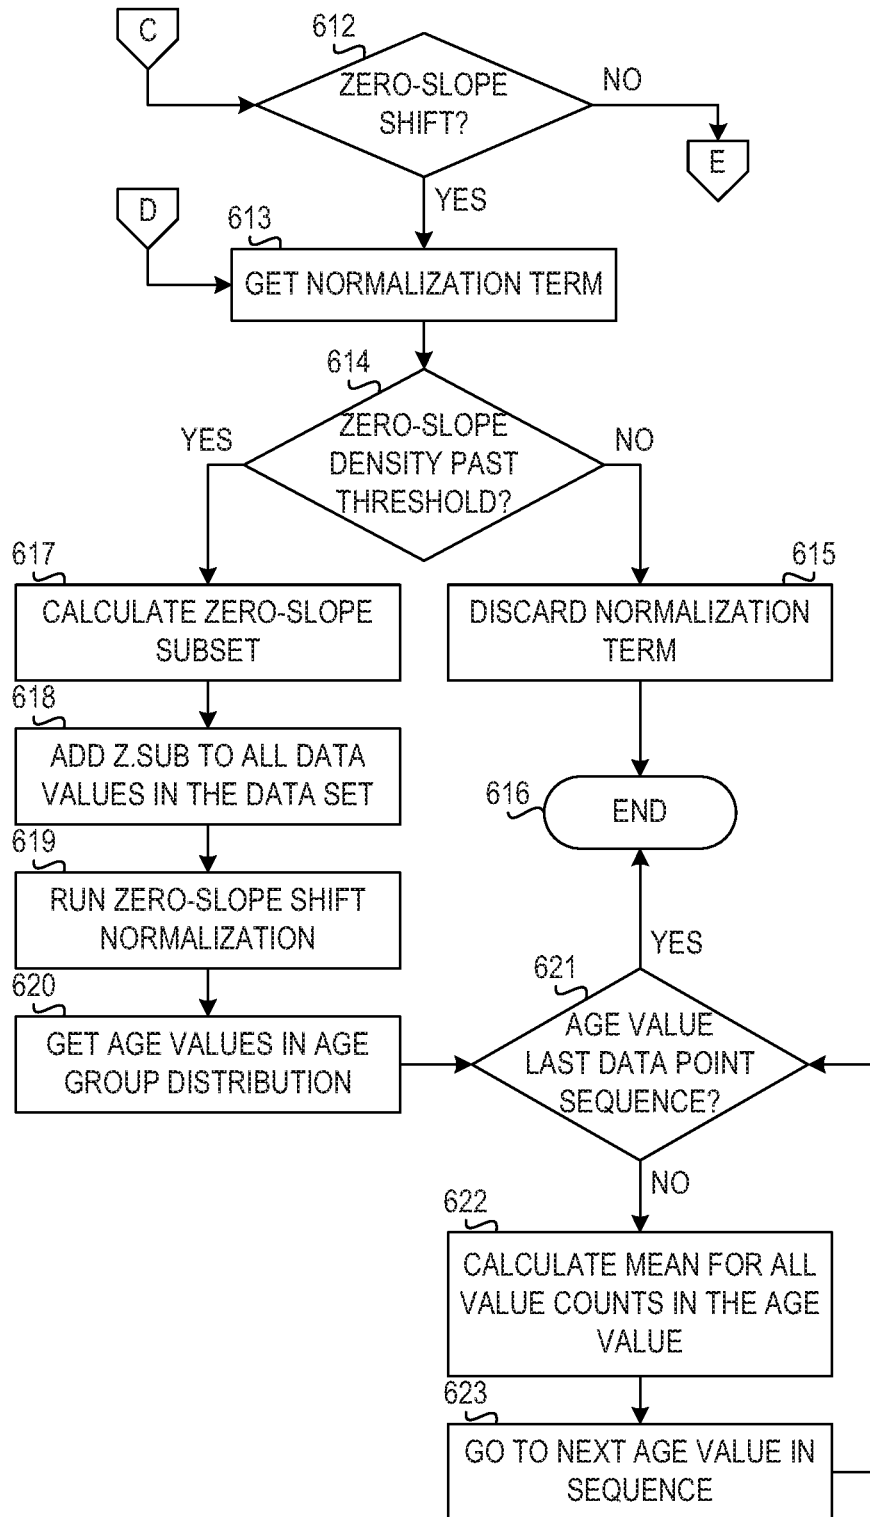 C
612
ZERO-SLOPE
SHIFT?
NO
E
YES
D
613
GET NORMALIZATION TERM
614
ZERO-SLOPE
DENSITY PAST
THRESHOLD?
YES
NO
617
CALCULATE ZERO-SLOPE
SUBSET
615
DISCARD NORMALIZATION
TERM
618
ADD Z.SUB TO ALL DATA
VALUES IN THE DATA SET
616
END
619
RUN ZERO-SLOPE SHIFT
NORMALIZATION
YES
620
GET AGE VALUES IN AGE
GROUP DISTRIBUTION
621
AGE VALUE
LAST DATA POINT
SEQUENCE?
NO
622
CALCULATE MEAN FOR ALL
VALUE COUNTS IN THE AGE
VALUE
623
GO TO NEXT AGE VALUE IN
SEQUENCE